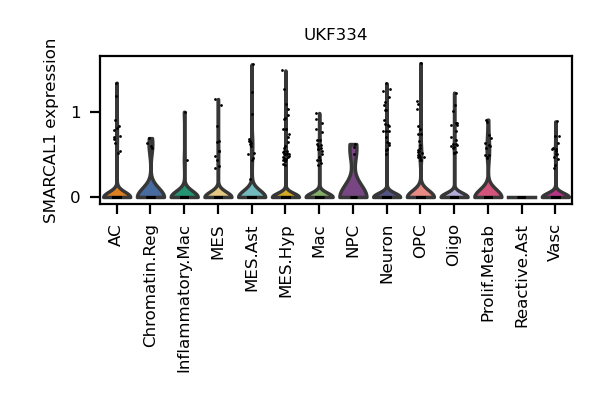 UKF334
SMARCAL1 expression
1
0
AC
Chromatin.Reg
Inflammatory.Mac
MES
MES.Ast
MES.Hyp
Mac
NPC
Neuron
OPC
Oligo
Prolif.Metab
Reactive.Ast
Vasc